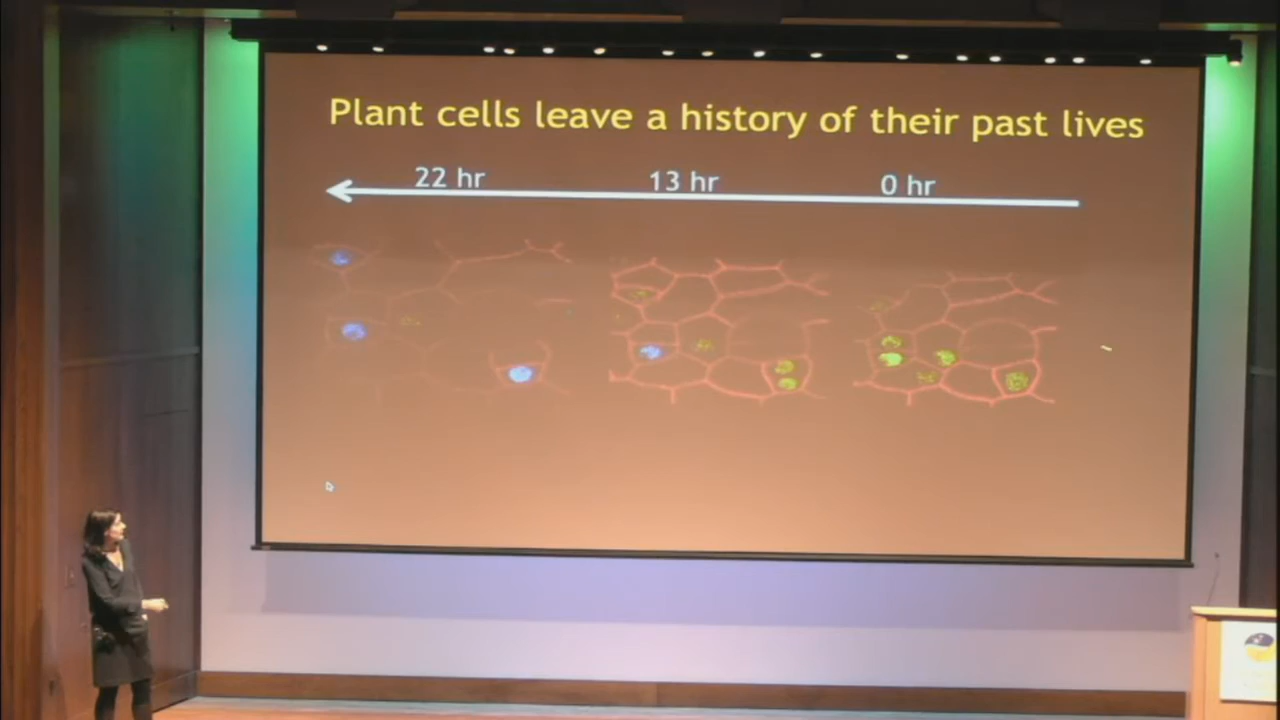 Plant cells leave a history of their past lives
22 hr 13 hr 0 hr